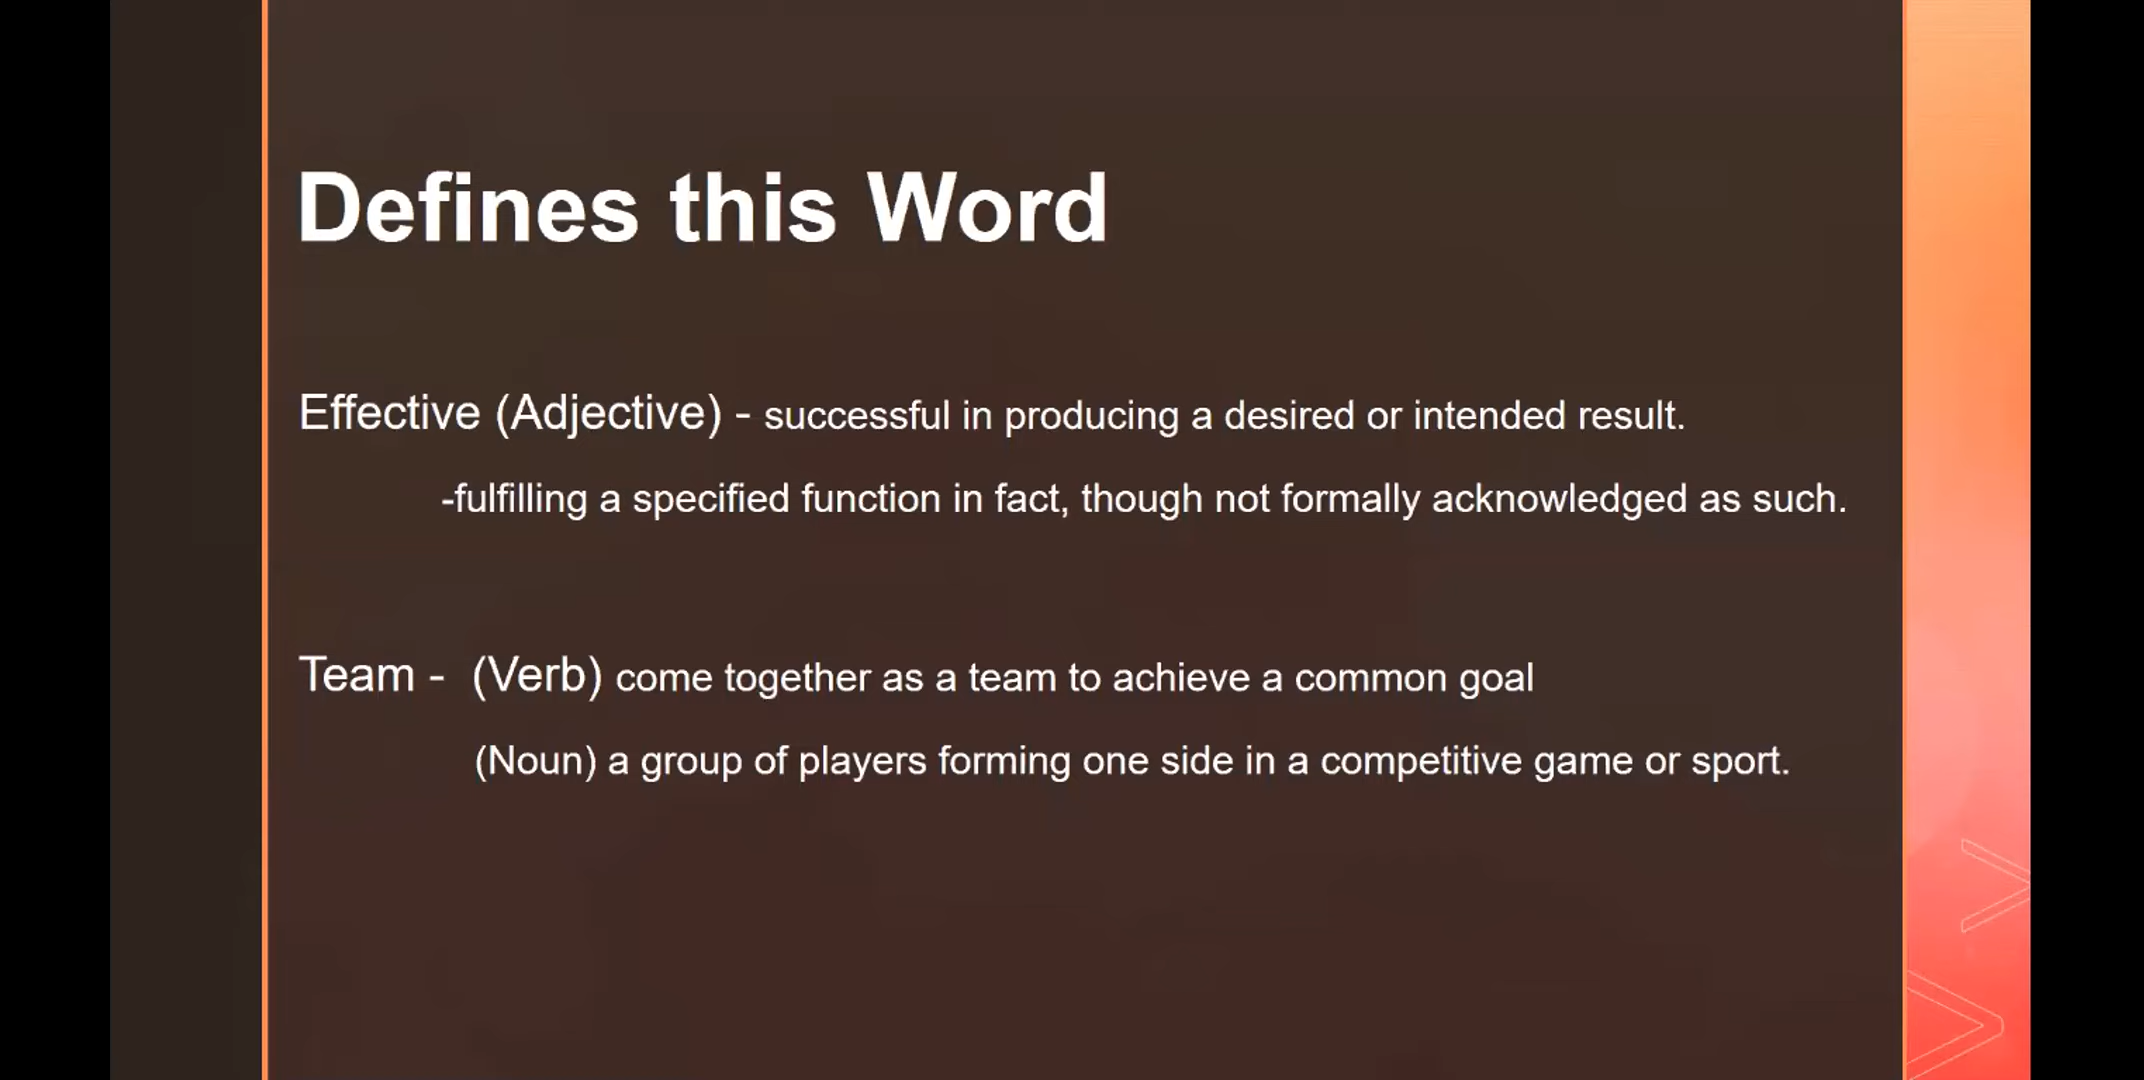 Defines this Word
Effective (Adjective) - successful in producing a desired or intended result.
-fulfilling a specified function in fact, though not formally acknowledged as such.
Team - (Verb) come together as a team to achieve a common goal
(Noun) a group of players forming one side in a competitive game or sport.